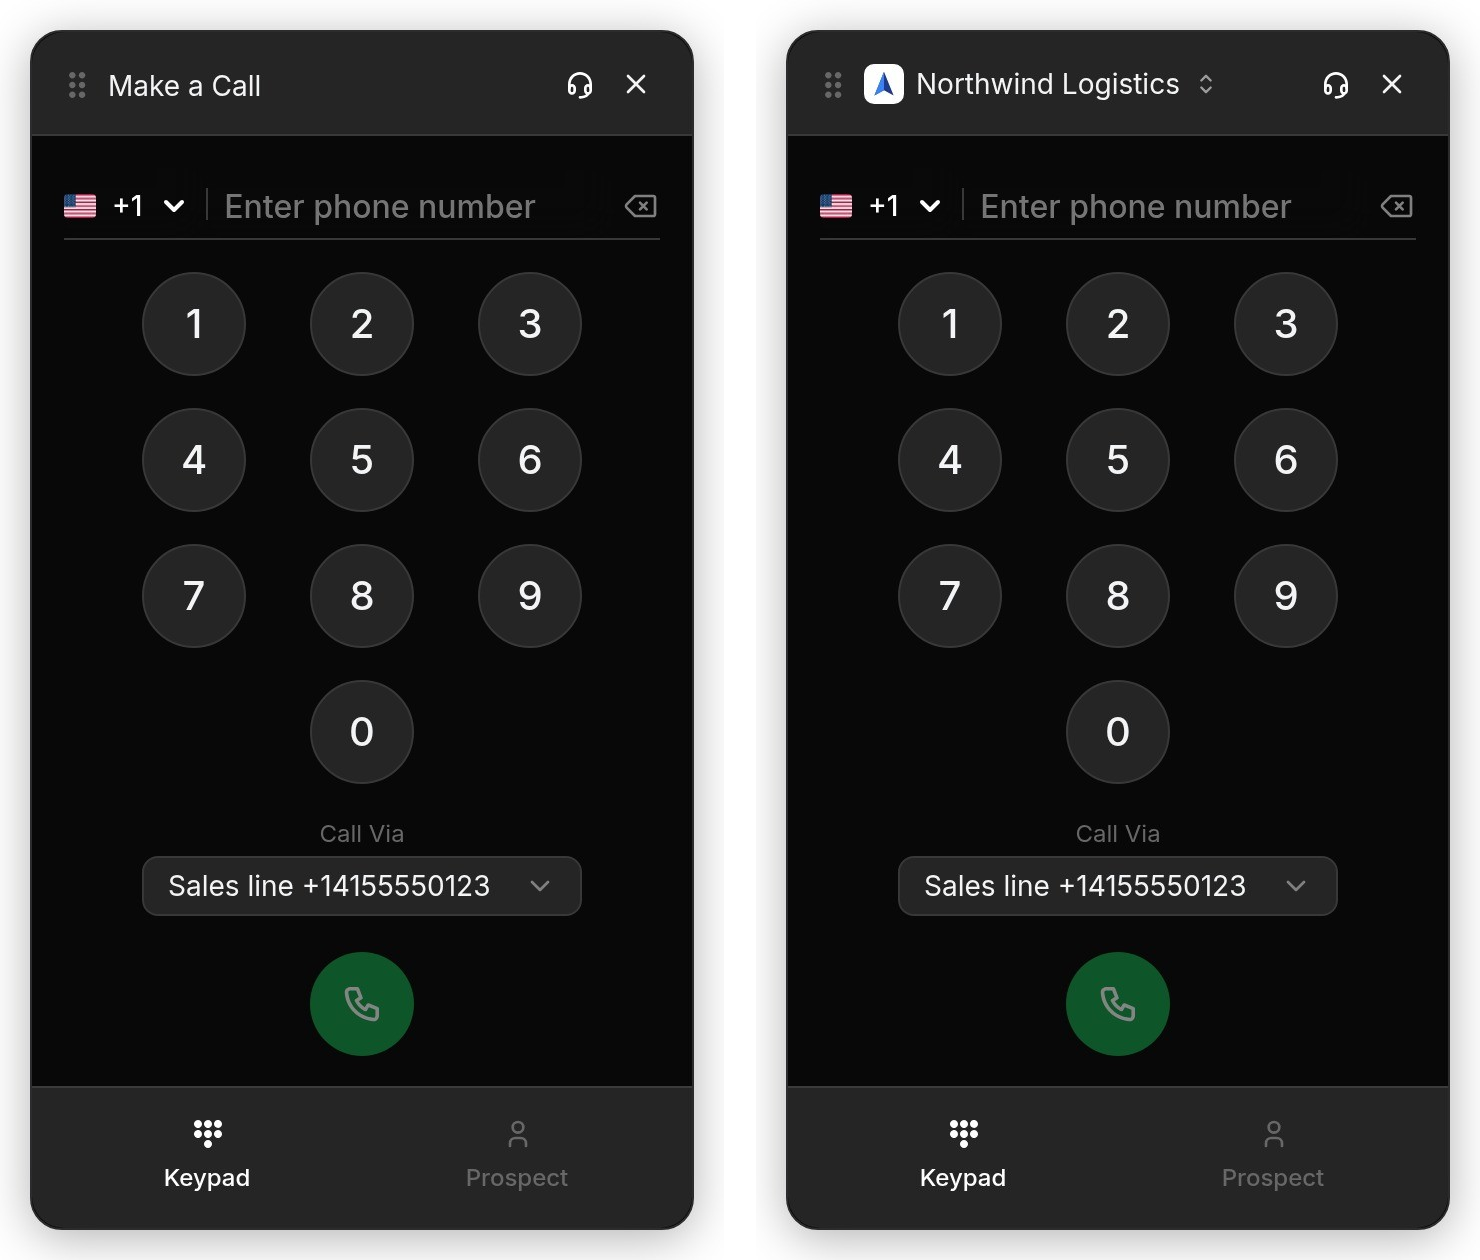 Make a Call
+1 Enter phone number
1 2 3
4 5 6
7 8 9
0
Call Via
Sales line +14155550123
Keypad Prospect
Northwind Logistics
+1 Enter phone number
1 2 3
4 5 6
7 8 9
0
Call Via
Sales line +14155550123
Keypad Prospect